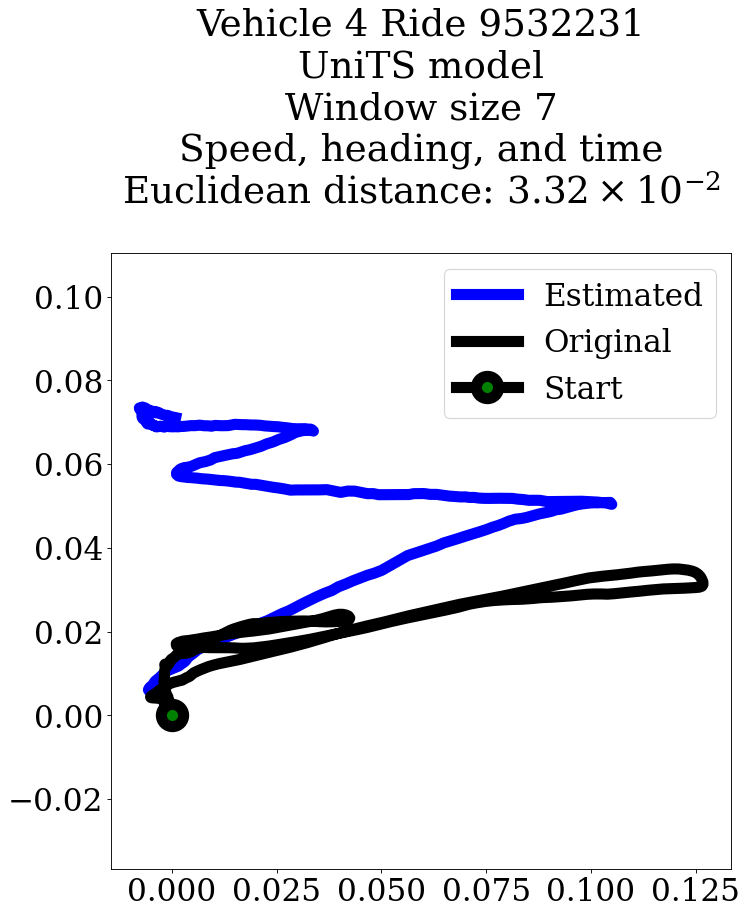 Vehicle 4 Ride 9532231
UniTS model
Window size 7
Speed, heading, and time
Euclidean distance: 3.32 × 10⁻²
Estimated
Original
Start
0.10
0.08
0.06
0.04
0.02
0.00
−0.02
0.000 0.025 0.050 0.075 0.100 0.125